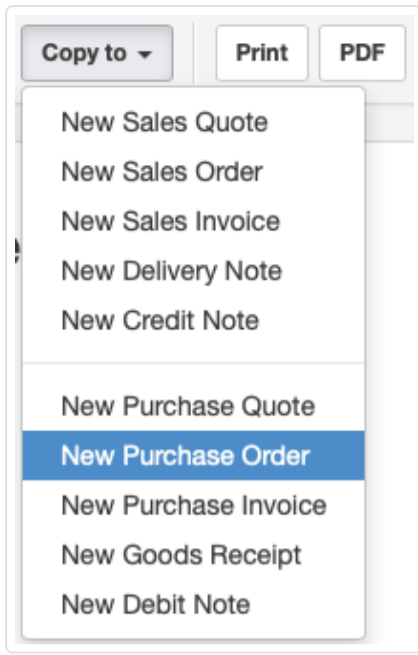 Copy to Print PDF
New Sales Quote
New Sales Order
New Sales Invoice
New Delivery Note
New Credit Note
New Purchase Quote
New Purchase Order
New Purchase Invoice
New Goods Receipt
New Debit Note